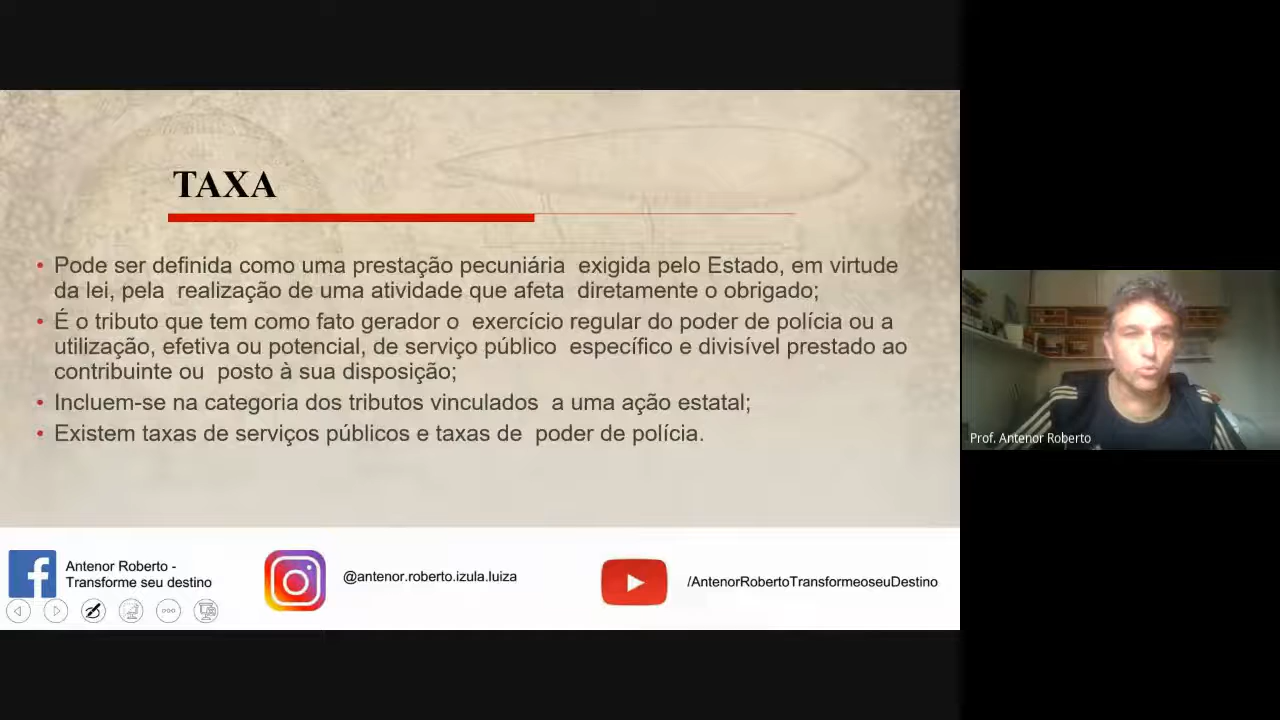 TAXA
• Pode ser definida como uma prestação pecuniária exigida pelo Estado, em virtude
da lei, pela realização de uma atividade que afeta diretamente o obrigado;
• É o tributo que tem como fato gerador o exercício regular do poder de polícia ou a
utilização, efetiva ou potencial, de serviço público específico e divisível prestado ao
contribuinte ou posto à sua disposição;
• Incluem-se na categoria dos tributos vinculados a uma ação estatal;
• Existem taxas de serviços públicos e taxas de poder de polícia.
Prof. Antenor Roberto
Antenor Roberto -
Transforme seu destino
@antenor.roberto.izula.luiza
/AntenorRobertoTransformeoseuDestino